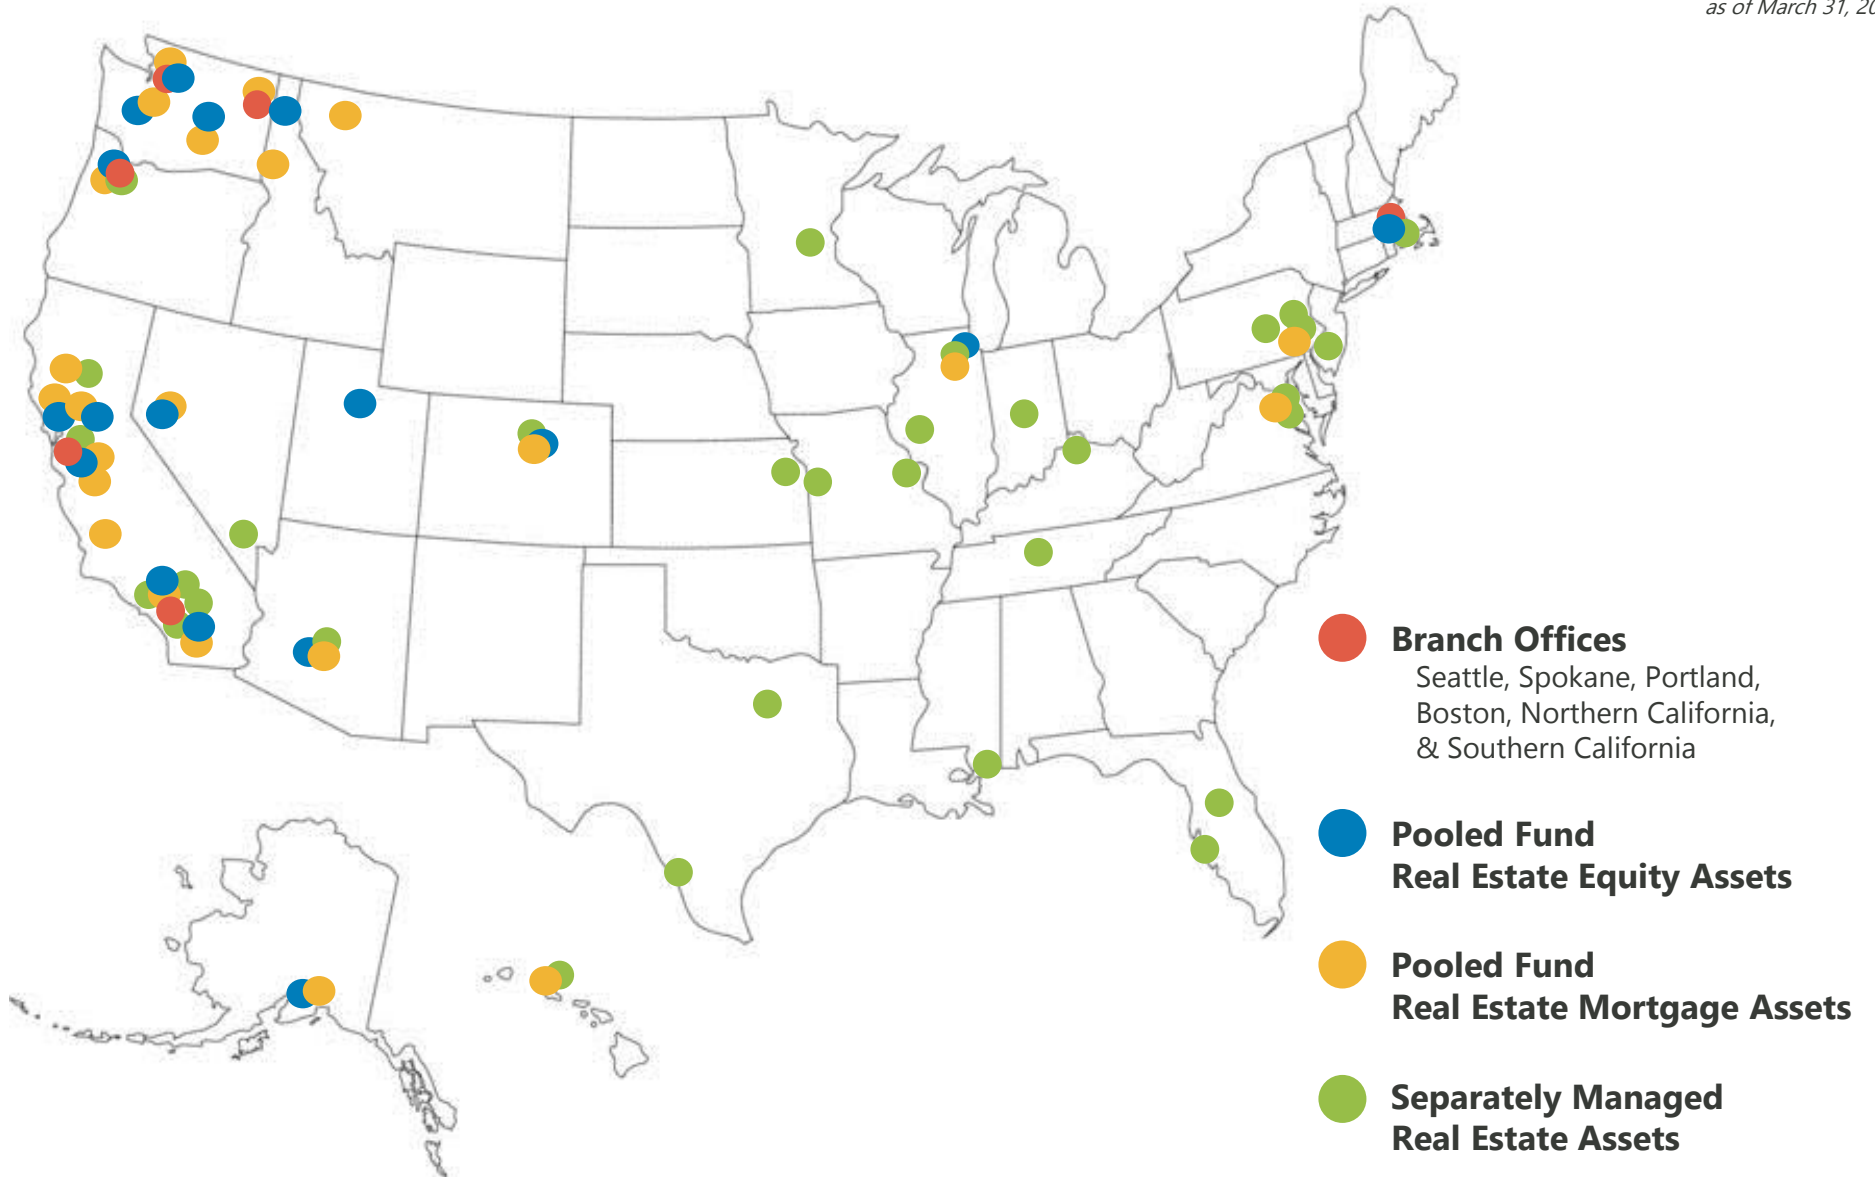 as of March 31, 20
Branch Offices
Seattle, Spokane, Portland,
Boston, Northern California,
& Southern California
Pooled Fund
Real Estate Equity Assets
Pooled Fund
Real Estate Mortgage Assets
Separately Managed
Real Estate Assets